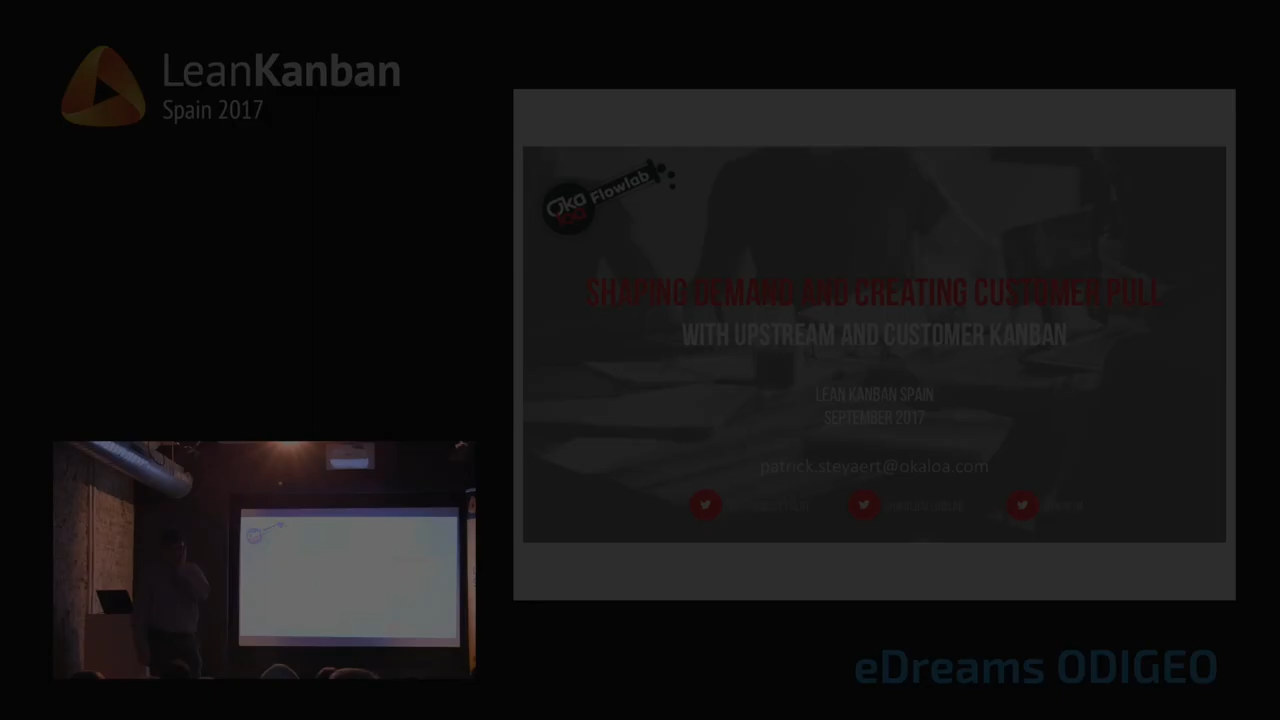 LeanKanban
Spain 2017
Oka
loa
Flowlab
SHAPING DEMAND AND CREATING CUSTOMER PULL
WITH UPSTREAM AND CUSTOMER KANBAN
LEAN KANBAN SPAIN
SEPTEMBER 2017
patrick.steyaert@okaloa.com
eDreams ODIGEO